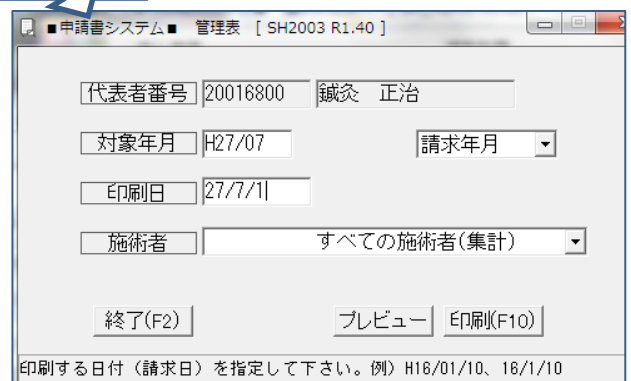 ■申請書システム■ 管理表 [ SH2003 R1.40 ]
代表者番号 20016800 鍼灸 正治
対象年月 H27/07 請求年月
印刷日 27/7/1
施術者 すべての施術者(集計)
終了(F2) プレビュー 印刷(F10)
印刷する日付（請求日）を指定して下さい。例）H16/01/10、16/1/10